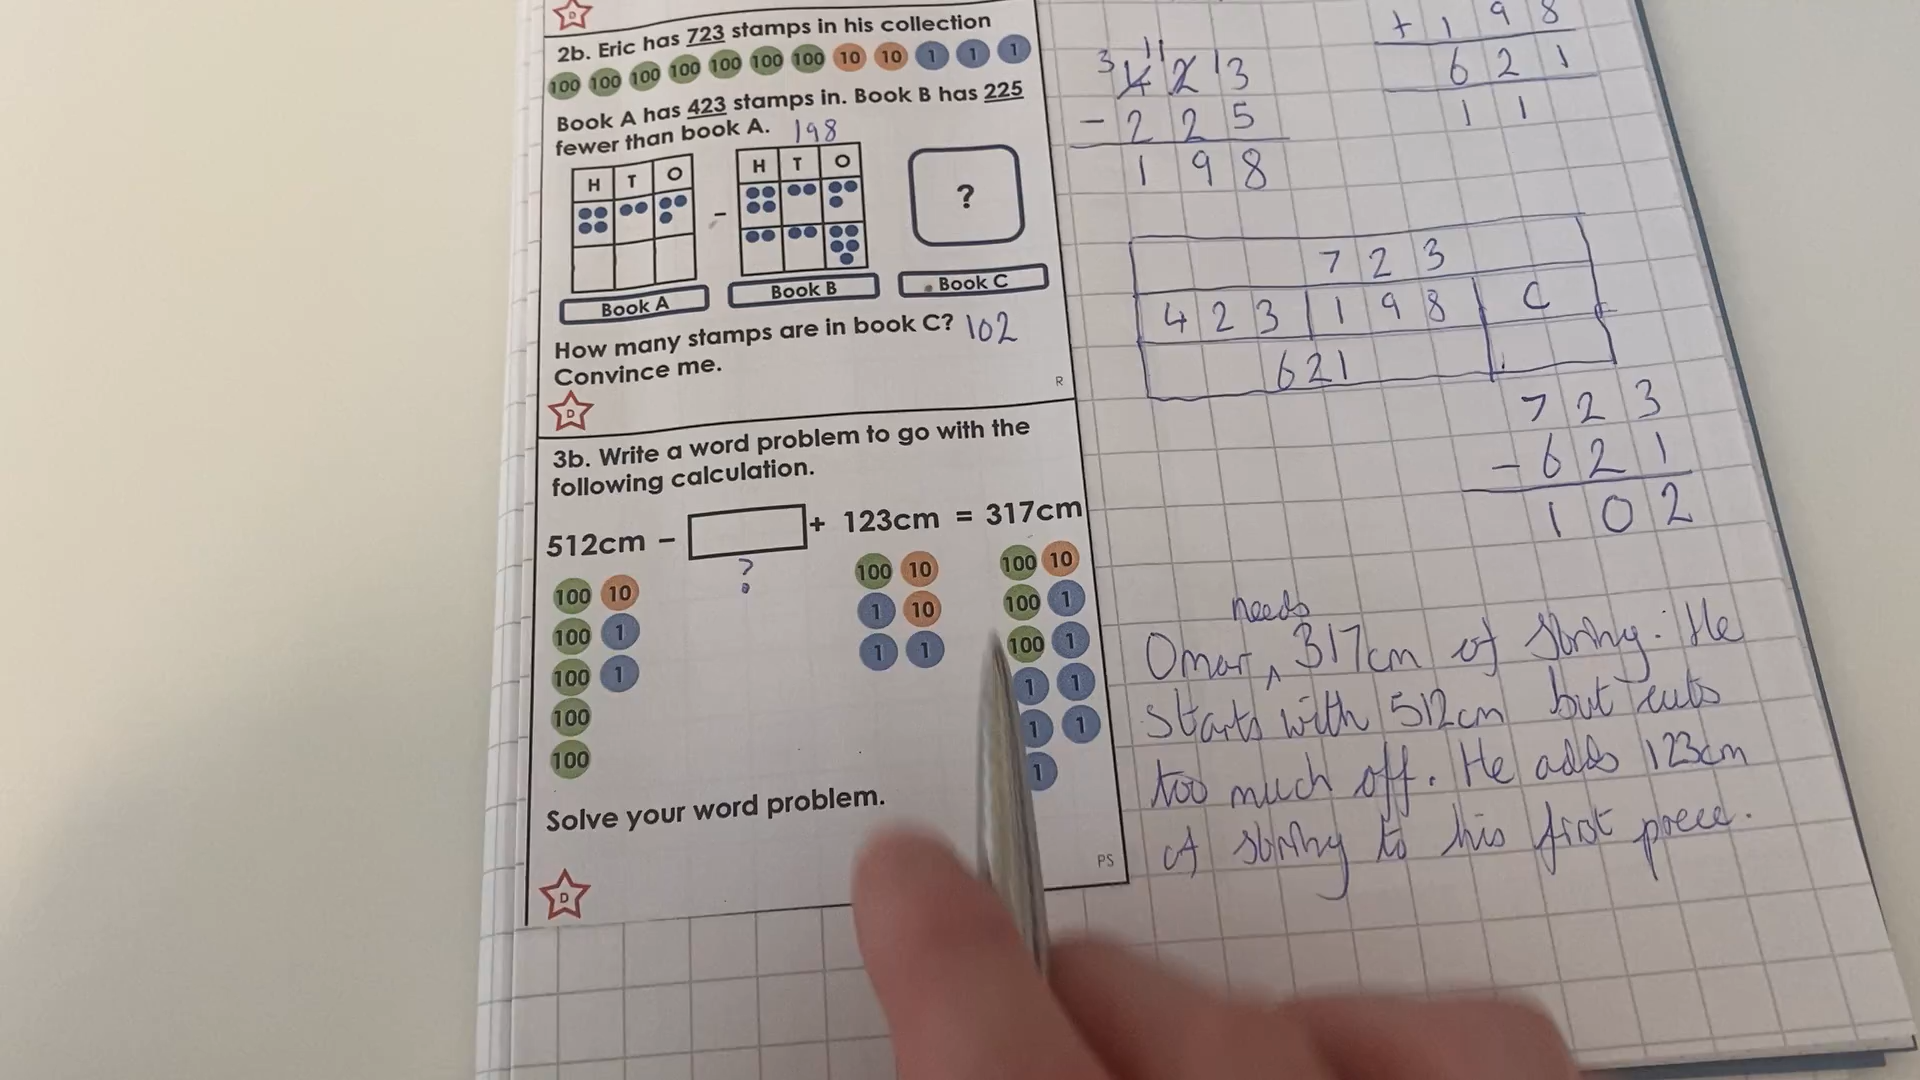 D
2b. Eric has 723 stamps in his collection
100 100 100 100 100 100 100 10 10 1 1 1
Book A has 423 stamps in. Book B has 225
fewer than book A. 198
H T O
H T O
-
?
Book A
Book B
Book C
How many stamps are in book C? 102
Convince me.
D
R
3b. Write a word problem to go with the
following calculation.
512cm - + 123cm = 317cm
?
100 10
100 1
100 1
100
100
100 10
1 10
1 1
100 10
100 1
100 1
1 1
1 1
1
Solve your word problem.
D
PS
+ 1 9 8
6 2 1
1 1
3 11 1
4 2 3
- 2 2 5
1 9 8
7 2 3
4 2 3 1 9 8 C
621
7 2 3
- 6 2 1
1 0 2
needs
Omar ^ 317cm of string. He
starts with 512cm but cuts
too much off. He adds 123cm
of string to his first piece.